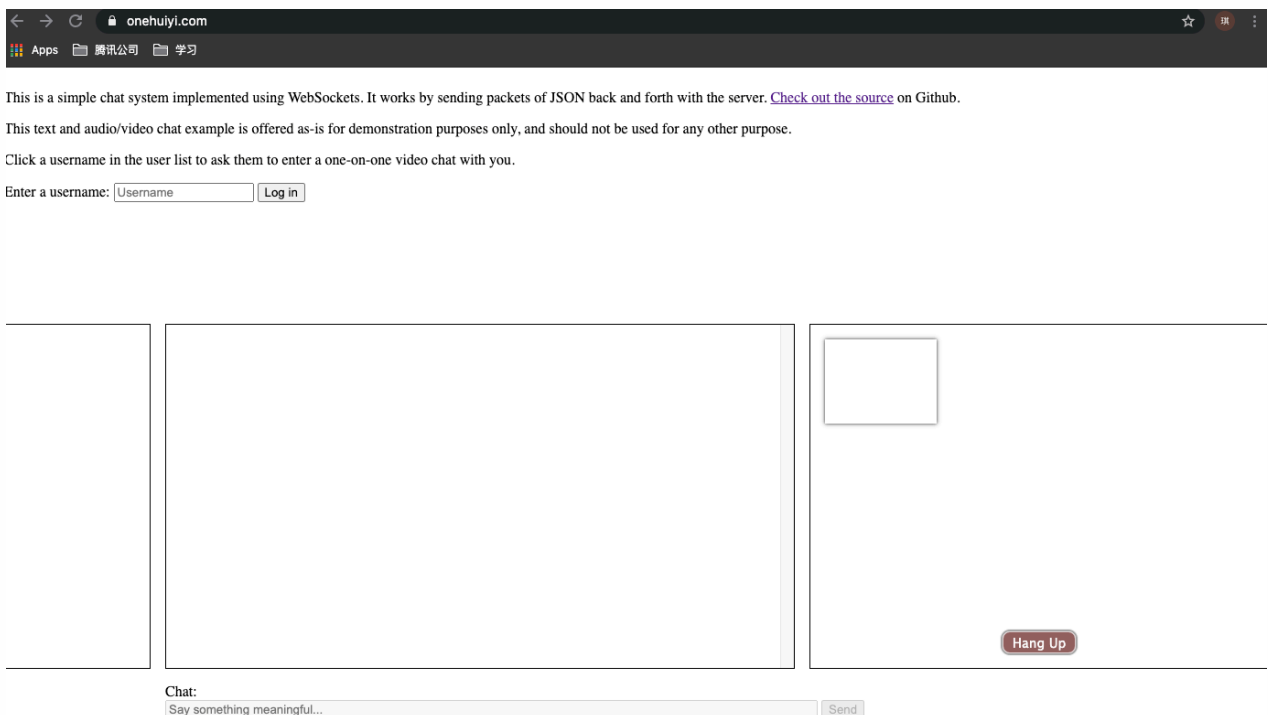 onehuiyi.com
Apps 腾讯公司 学习
This is a simple chat system implemented using WebSockets. It works by sending packets of JSON back and forth with the server. Check out the source on Github.
This text and audio/video chat example is offered as-is for demonstration purposes only, and should not be used for any other purpose.
Click a username in the user list to ask them to enter a one-on-one video chat with you.
Enter a username: Username Log in
Hang Up
Chat:
Say something meaningful... Send